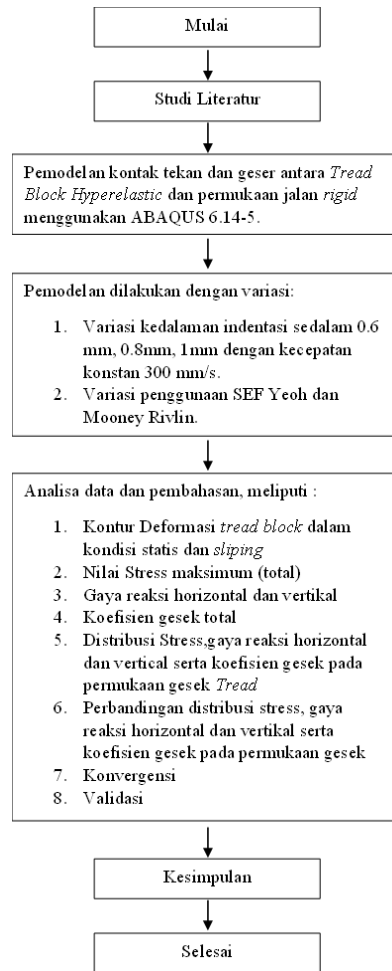 Mulai
Studi Literatur
Pemodelan kontak tekan dan geser antara Tread
Block Hyperelastic dan permukaan jalan rigid
menggunakan ABAQUS 6.14-5.
Pemodelan dilakukan dengan variasi:
1. Variasi kedalaman indentasi sedalam 0.6
mm, 0.8mm, 1mm dengan kecepatan
konstan 300 mm/s.
2. Variasi penggunaan SEF Yeoh dan
Mooney Rivlin.
Analisa data dan pembahasan, meliputi :
1. Kontur Deformasi tread block dalam
kondisi statis dan sliping
2. Nilai Stress maksimum (total)
3. Gaya reaksi horizontal dan vertikal
4. Koefisien gesek total
5. Distribusi Stress,gaya reaksi horizontal
dan vertical serta koefisien gesek pada
permukaan gesek Tread
6. Perbandingan distribusi stress, gaya
reaksi horizontal dan vertikal serta
koefisien gesek pada permukaan gesek
7. Konvergensi
8. Validasi
Kesimpulan
Selesai